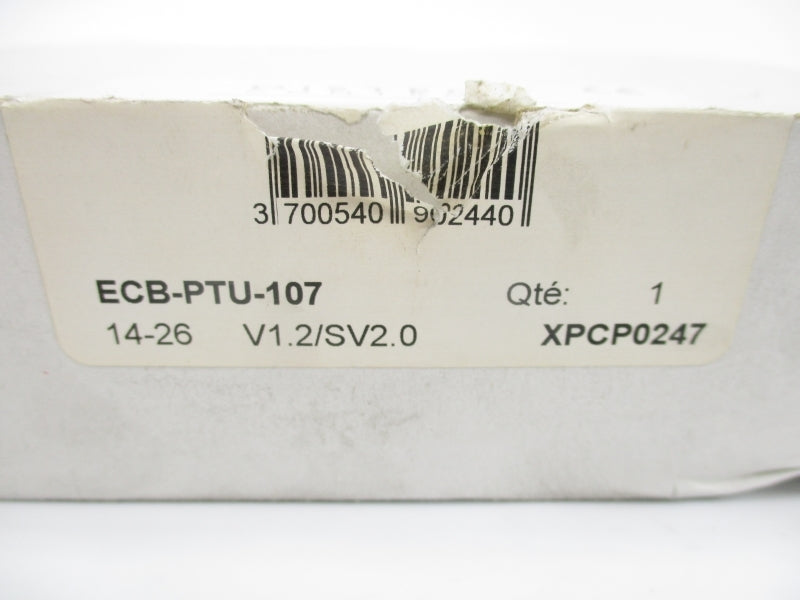 3 700540 902440
ECB-PTU-107 Qté: 1
14-26 V1.2/SV2.0 XPCP0247